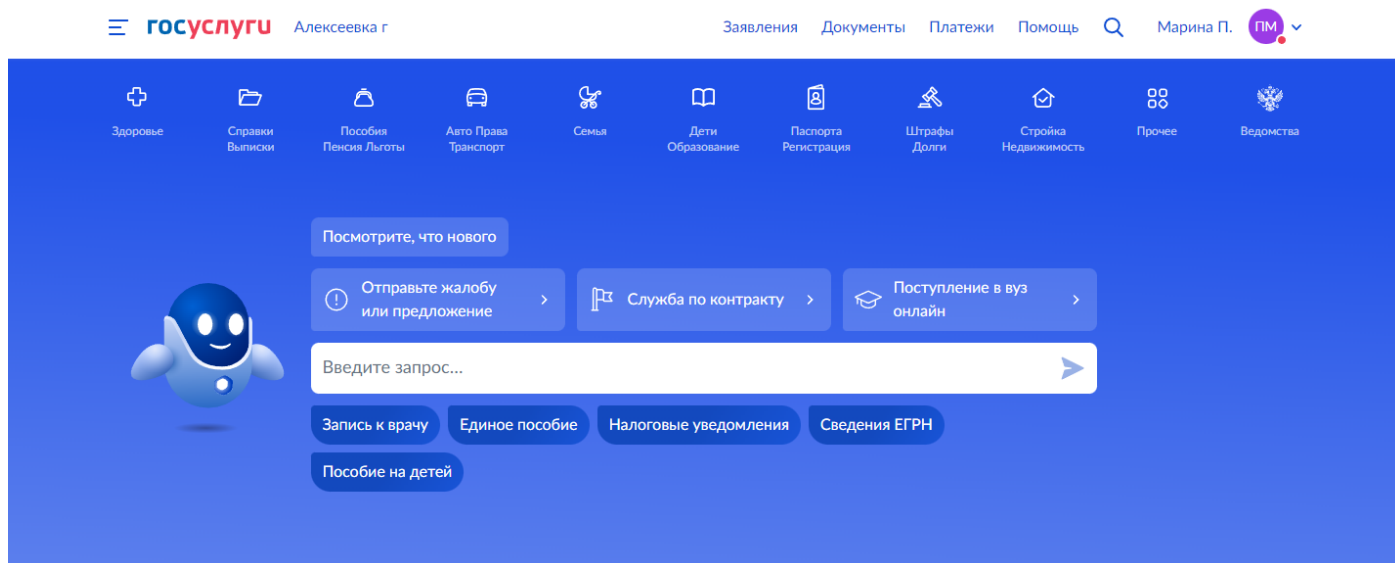 госуслуги Алексеевка г Заявления Документы Платежи Помощь Марина П. ПМ
Здоровье
Справки
Выписки
Пособия
Пенсия Льготы
Авто Права
Транспорт
Семья
Дети
Образование
Паспорта
Регистрация
Штрафы
Долги
Стройка
Недвижимость
Прочее
Ведомства
Посмотрите, что нового
Отправьте жалобу
или предложение
Служба по контракту
Поступление в вуз
онлайн
Введите запрос...
Запись к врачу Единое пособие Налоговые уведомления Сведения ЕГРН
Пособие на детей